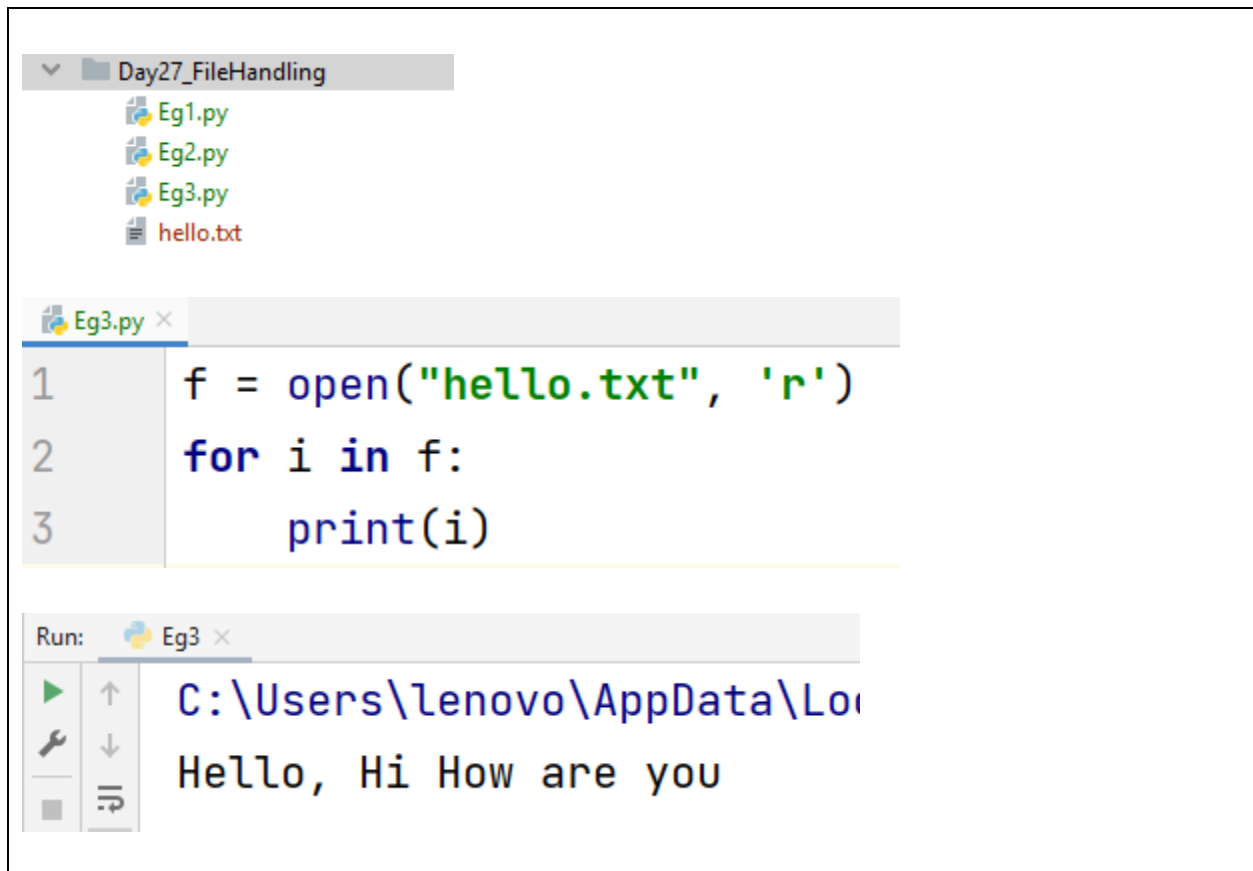 Day27_FileHandling
Eg1.py
Eg2.py
Eg3.py
hello.txt
Eg3.py
1 f = open("hello.txt", 'r')
2 for i in f:
3     print(i)
Run: Eg3
C:\Users\lenovo\AppData\Loc
Hello, Hi How are you